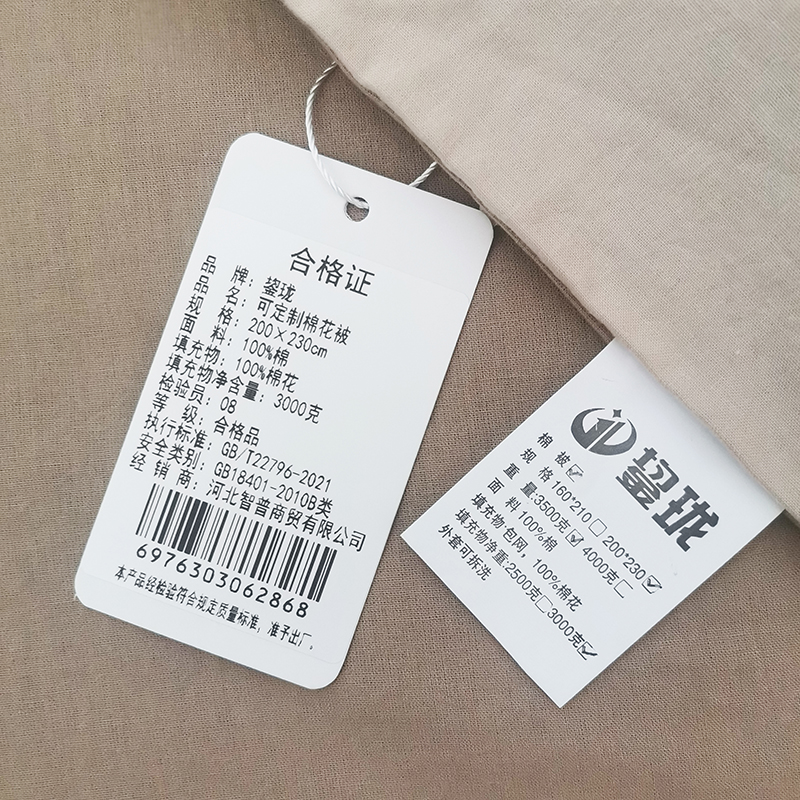 合格证
品 牌：鋆珑
品 名：可定制棉花被
规 格：200×230cm
面 料：100%棉
填充物：100%棉花
填充物净含量：3000克
检验员：08
等 级：合格品
执行标准：GB/T22796-2021
安全类别：GB18401-2010B类
经 销 商：河北智普商贸有限公司
6976303062868
本产品经检验符合规定质量标准，准予出厂。
鋆珑
棉 被☑
规 格160*210☐ 200*230☑
重 量:3500克☑ 4000克☐
面 料100%棉
填充物包网，100%棉花
填充物净重:2500克☐3000克☑
外套可拆洗